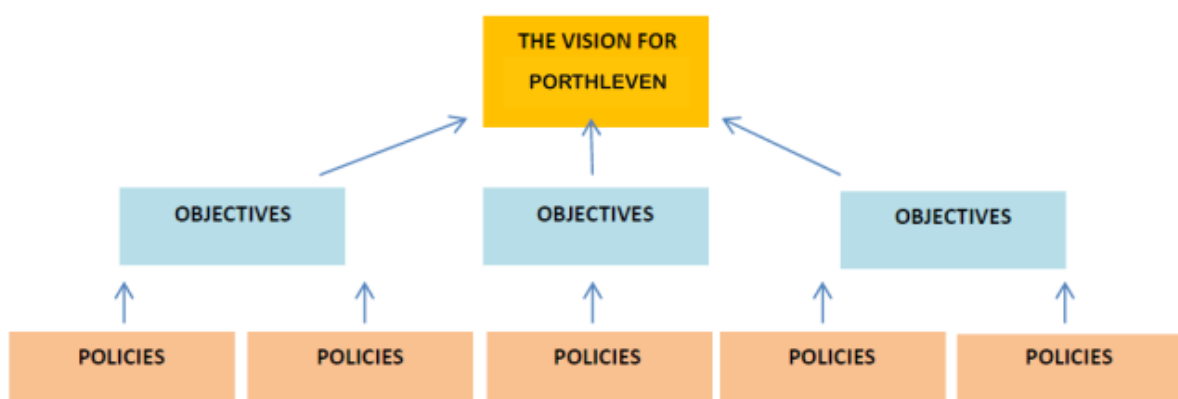 THE VISION FOR
PORTHLEVEN
OBJECTIVES
OBJECTIVES
OBJECTIVES
POLICIES
POLICIES
POLICIES
POLICIES
POLICIES